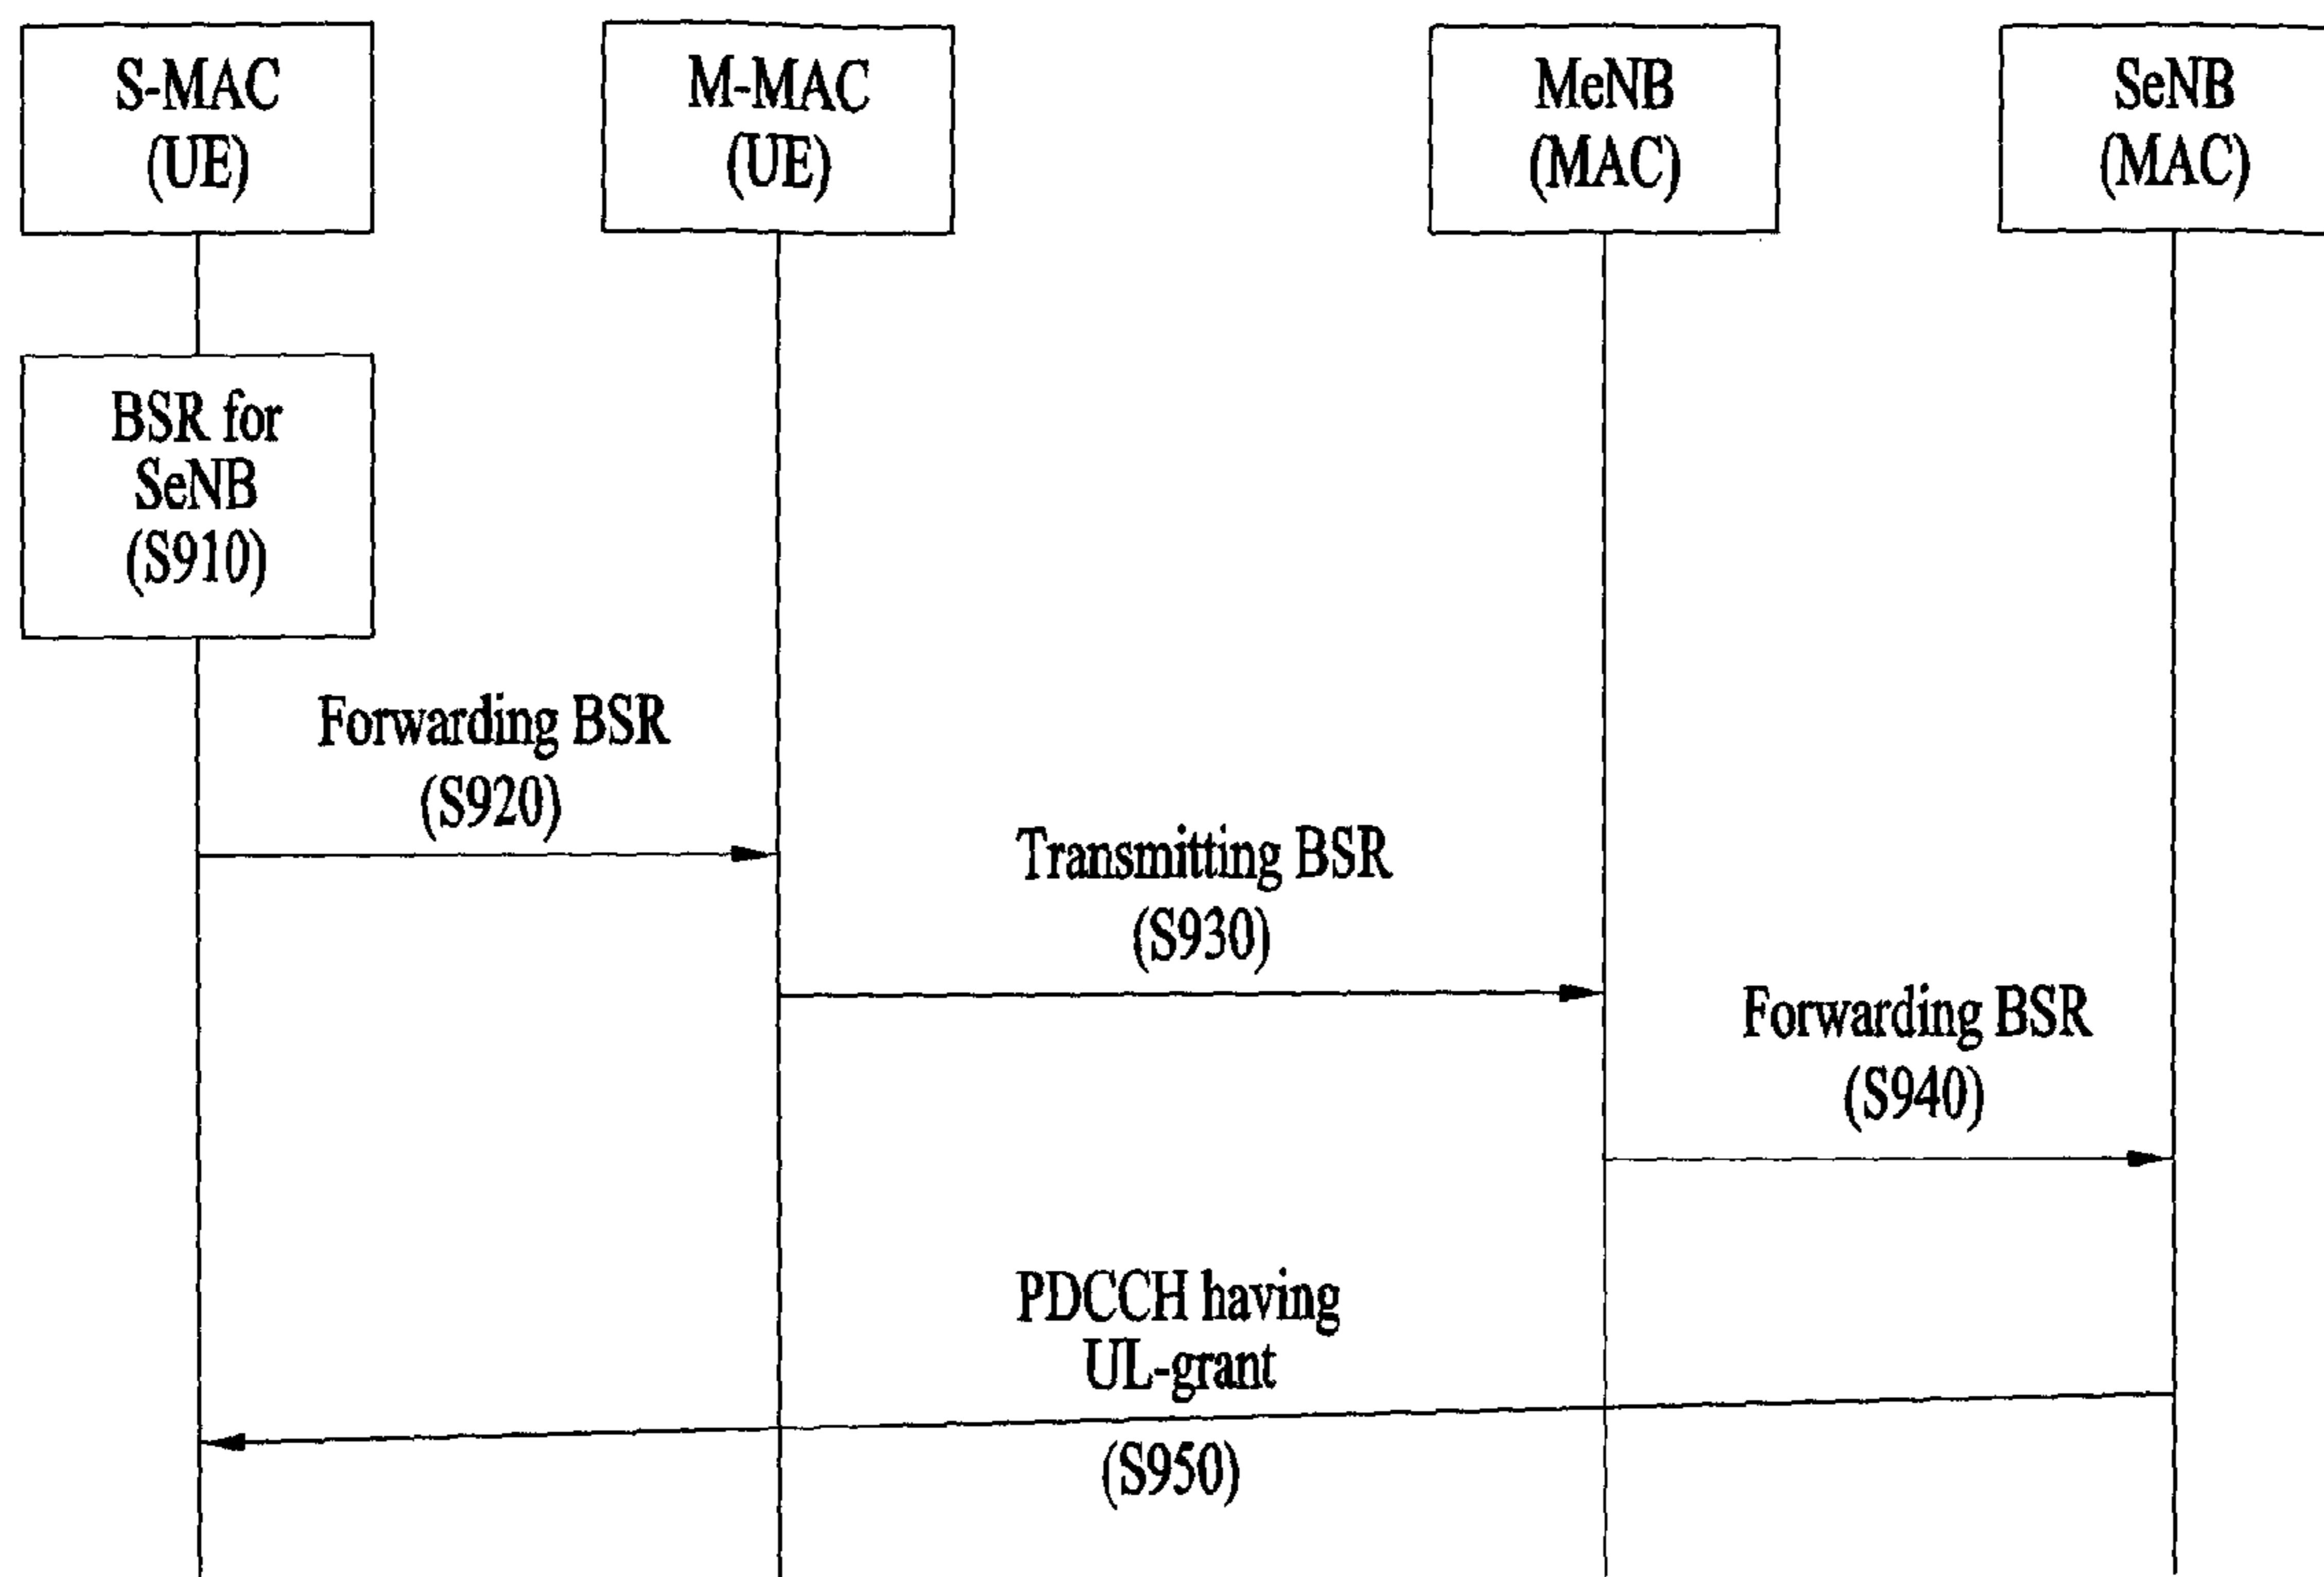 S-MAC
(UE)
M-MAC
(UE)
MeNB
(MAC)
SeNB
(MAC)
BSR for
SeNB
(S910)
Forwarding BSR
(S920)
Transmitting BSR
(S930)
Forwarding BSR
(S940)
PDCCH having
UL-grant
(S950)